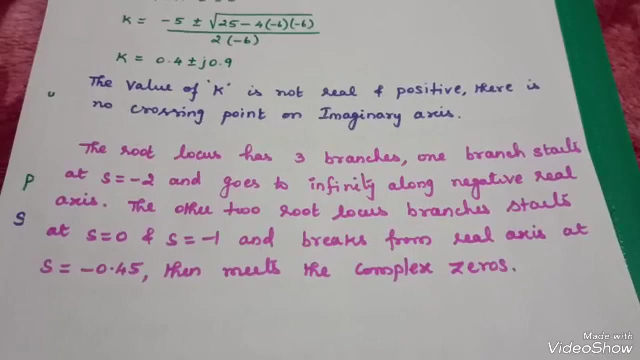 K = -5 ± √25-4(-6)(-6)
2(-6)
K = 0.4 ± j0.9
The value of 'K' is not real & positive, there is
no crossing point on Imaginary axis.
The root locus has 3 branches, one branch starts
at s=-2 and goes to infinity along negative real
axis. The other two root locus branches starts
at s=0 & s=-1 and breaks from real axis at
s = -0.45, then meets the complex zeros.
P
S
Made with
VideoShow